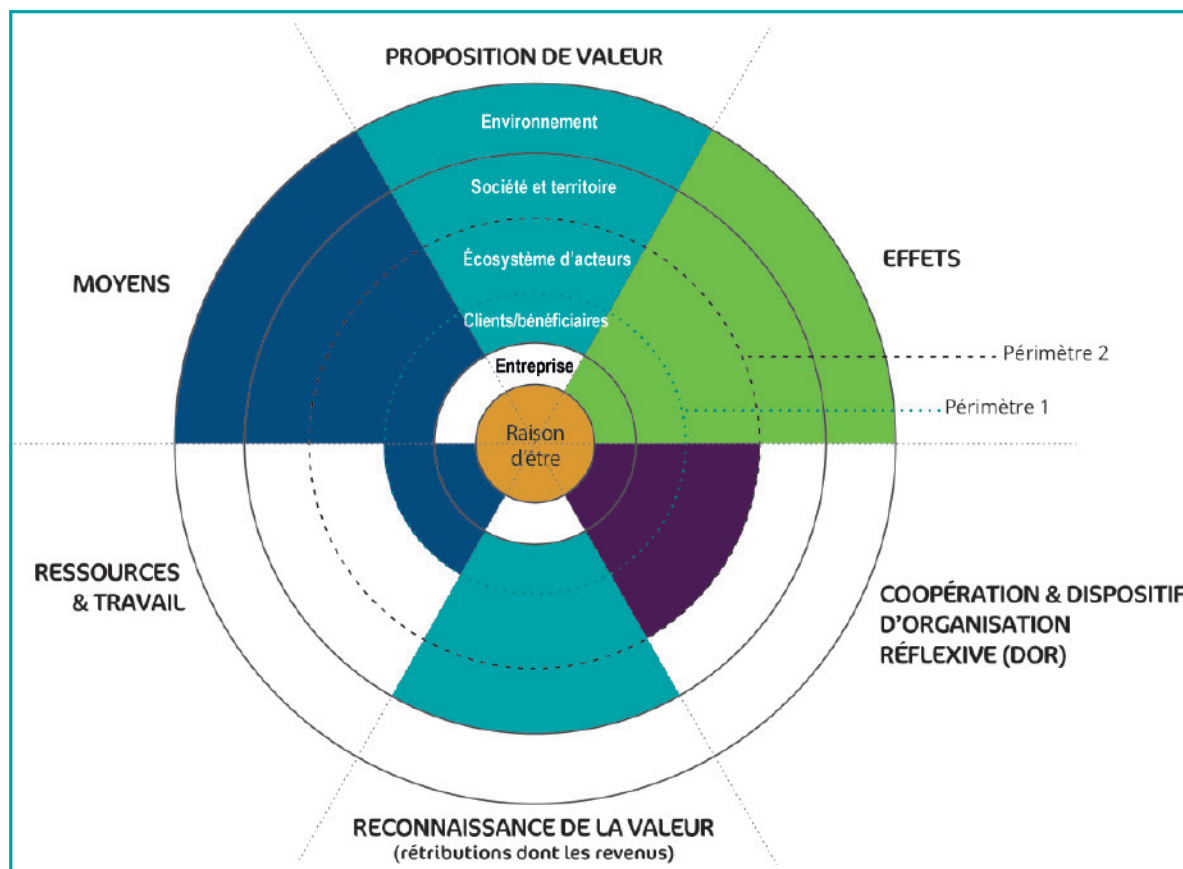 PROPOSITION DE VALEUR
Environnement
Société et territoire
Écosystème d'acteurs
Clients/bénéficiaires
Entreprise
Raison
d'être
MOYENS
EFFETS
Périmètre 2
Périmètre 1
RESSOURCES
& TRAVAIL
COOPÉRATION & DISPOSITIF
D'ORGANISATION
RÉFLEXIVE (DOR)
RECONNAISSANCE DE LA VALEUR
(rétributions dont les revenus)